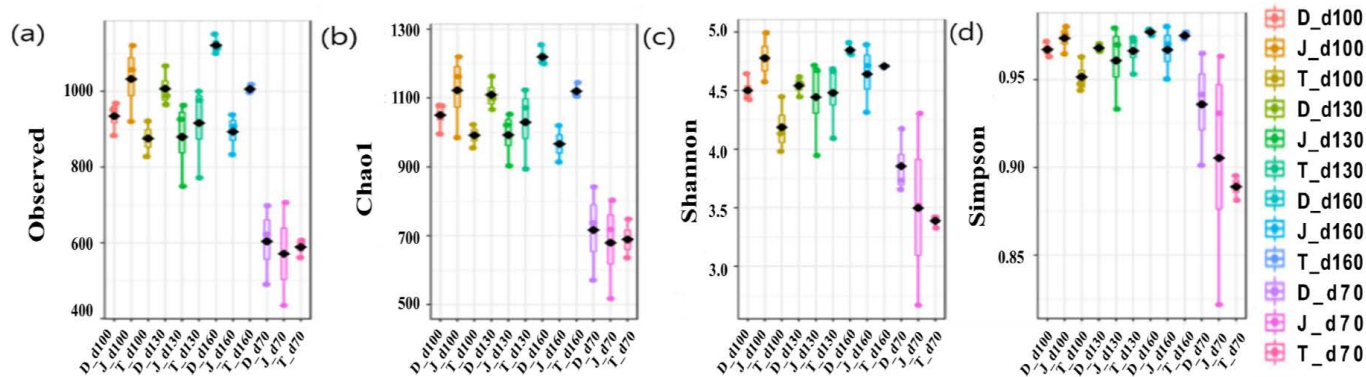 (a)
Observed
1000
800
600
400
D_d100
J_d100
T_d100
D_d130
J_d130
T_d130
D_d160
J_d160
T_d160
D_d70
J_d70
T_d70
(b)
Chao1
1300
1100
900
700
500
D_d100
J_d100
T_d100
D_d130
J_d130
T_d130
D_d160
J_d160
T_d160
D_d70
J_d70
T_d70
(c)
Shannon
5.0
4.5
4.0
3.5
3.0
D_d100
J_d100
T_d100
D_d130
J_d130
T_d130
D_d160
J_d160
T_d160
D_d70
J_d70
T_d70
(d)
Simpson
0.95
0.90
0.85
D_d100
J_d100
T_d100
D_d130
J_d130
T_d130
D_d160
J_d160
T_d160
D_d70
J_d70
T_d70
D_d100
J_d100
T_d100
D_d130
J_d130
T_d130
D_d160
J_d160
T_d160
D_d70
J_d70
T_d70